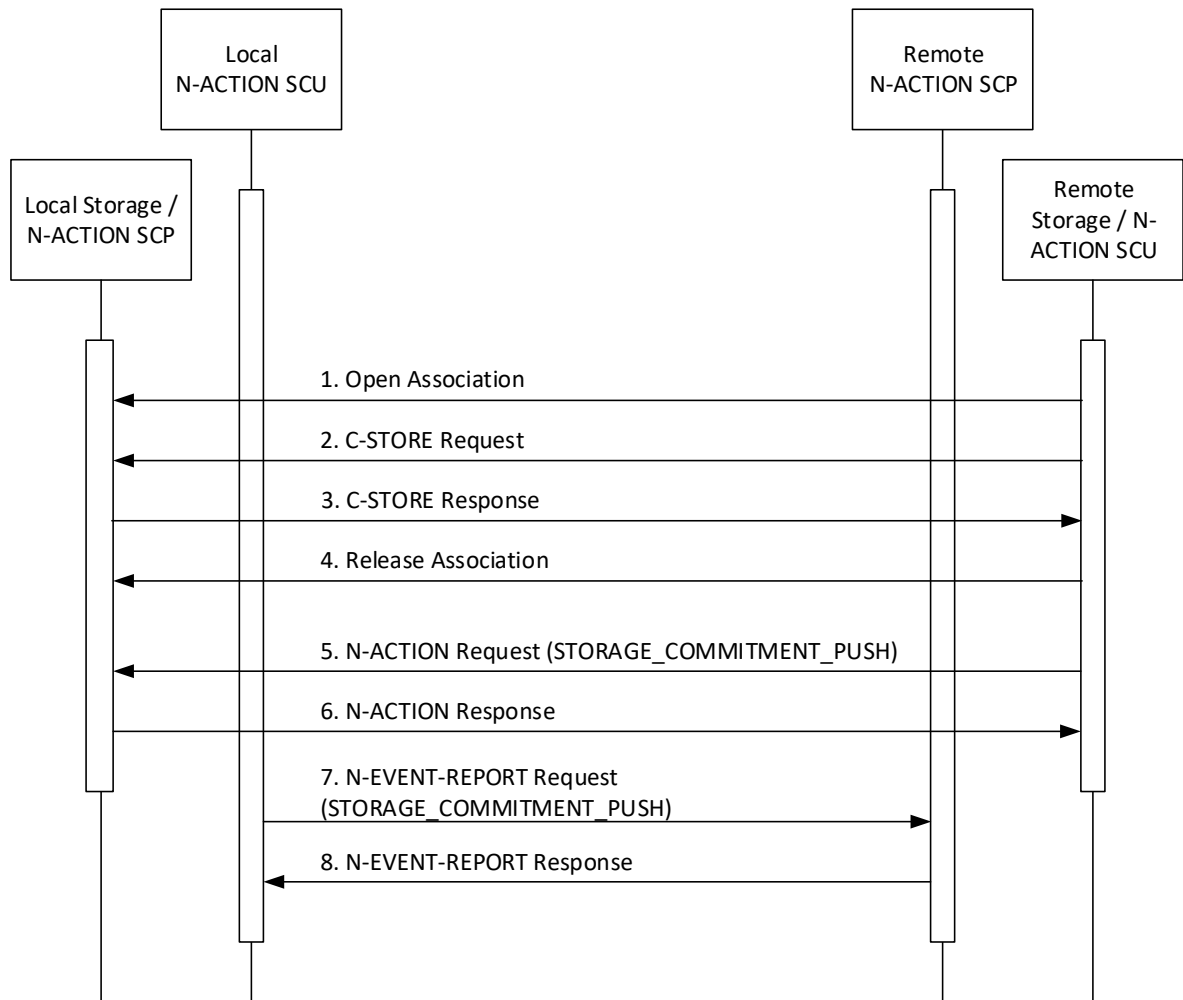 Local
N-ACTION SCU
Remote
N-ACTION SCP
Local Storage /
N-ACTION SCP
Remote
Storage / N-
ACTION SCU
1. Open Association
2. C-STORE Request
3. C-STORE Response
4. Release Association
5. N-ACTION Request (STORAGE_COMMITMENT_PUSH)
6. N-ACTION Response
7. N-EVENT-REPORT Request
(STORAGE_COMMITMENT_PUSH)
8. N-EVENT-REPORT Response